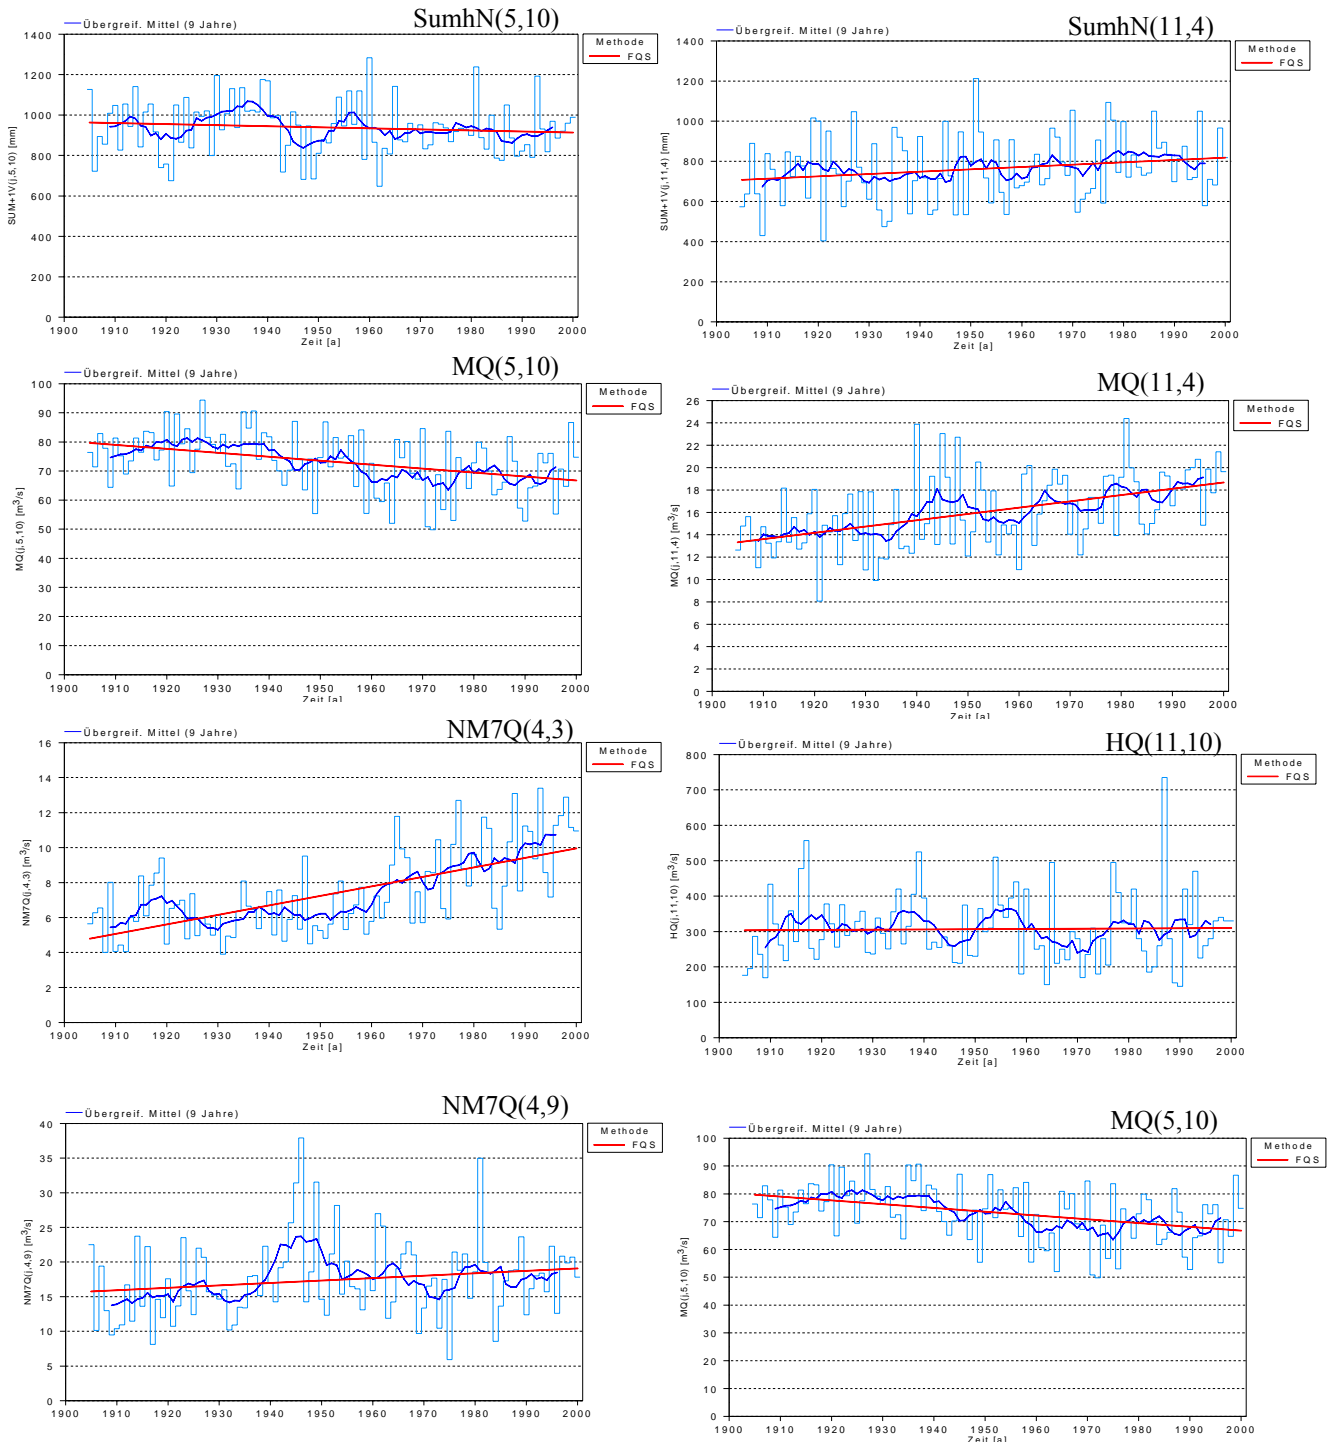 SumhN(5,10)
Übergreif. Mittel (9 Jahre)
Methode
FQS
SUM+1V(j,5,10) [mm]
1400
1200
1000
800
600
400
200
0
1900 1910 1920 1930 1940 1950 1960 1970 1980 1990 2000
Zeit [a]
SumhN(11,4)
Übergreif. Mittel (9 Jahre)
Methode
FQS
SUM+1V(j,11,4) [mm]
1400
1200
1000
800
600
400
200
0
1900 1910 1920 1930 1940 1950 1960 1970 1980 1990 2000
Zeit [a]
MQ(5,10)
Übergreif. Mittel (9 Jahre)
Methode
FQS
MQ(j,5,10) [m³/s]
100
90
80
70
60
50
40
30
20
10
0
1900 1910 1920 1930 1940 1950 1960 1970 1980 1990 2000
Zeit [a]
MQ(11,4)
Übergreif. Mittel (9 Jahre)
Methode
FQS
MQ(j,11,4) [m³/s]
26
24
22
20
18
16
14
12
10
8
6
4
2
0
1900 1910 1920 1930 1940 1950 1960 1970 1980 1990 2000
Zeit [a]
NM7Q(4,3)
Übergreif. Mittel (9 Jahre)
Methode
FQS
NM7Q(j,4,3) [m³/s]
16
14
12
10
8
6
4
2
0
1900 1910 1920 1930 1940 1950 1960 1970 1980 1990 2000
Zeit [a]
HQ(11,10)
Übergreif. Mittel (9 Jahre)
Methode
FQS
HQ(j,11,10) [m³/s]
800
700
600
500
400
300
200
100
0
1900 1910 1920 1930 1940 1950 1960 1970 1980 1990 2000
Zeit [a]
NM7Q(4,9)
Übergreif. Mittel (9 Jahre)
Methode
FQS
NM7Q(j,4,9) [m³/s]
40
35
30
25
20
15
10
5
0
1900 1910 1920 1930 1940 1950 1960 1970 1980 1990 2000
Zeit [a]
MQ(5,10)
Übergreif. Mittel (9 Jahre)
Methode
FQS
MQ(j,5,10) [m³/s]
100
90
80
70
60
50
40
30
20
10
0
1900 1910 1920 1930 1940 1950 1960 1970 1980 1990 2000
Zeit [a]